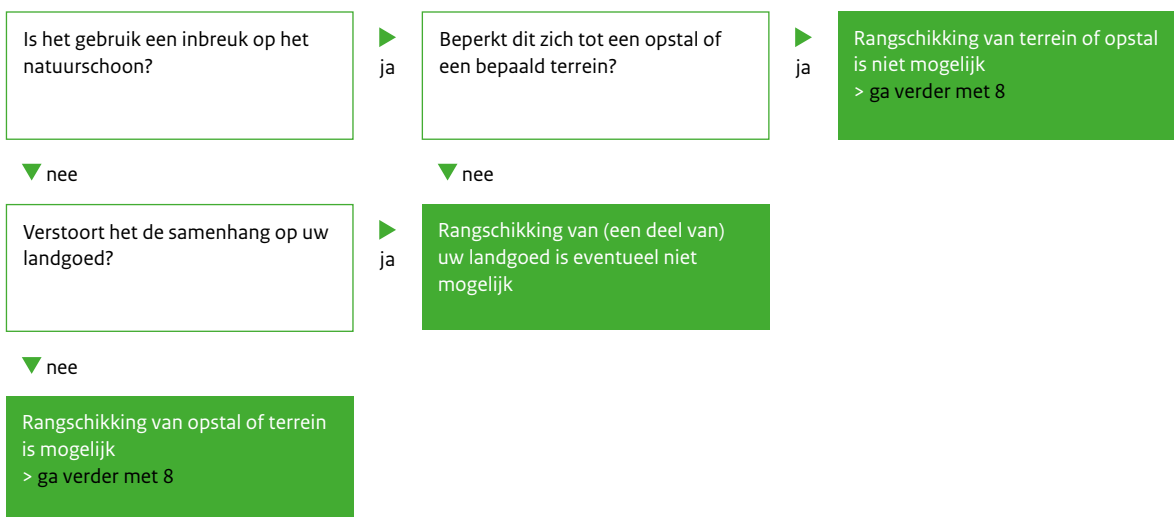 Is het gebruik een inbreuk op het
natuurschoon?
ja
Beperkt dit zich tot een opstal of
een bepaald terrein?
ja
Rangschikking van terrein of opstal
is niet mogelijk
> ga verder met 8
nee
nee
Verstoort het de samenhang op uw
landgoed?
ja
Rangschikking van (een deel van)
uw landgoed is eventueel niet
mogelijk
nee
Rangschikking van opstal of terrein
is mogelijk
> ga verder met 8